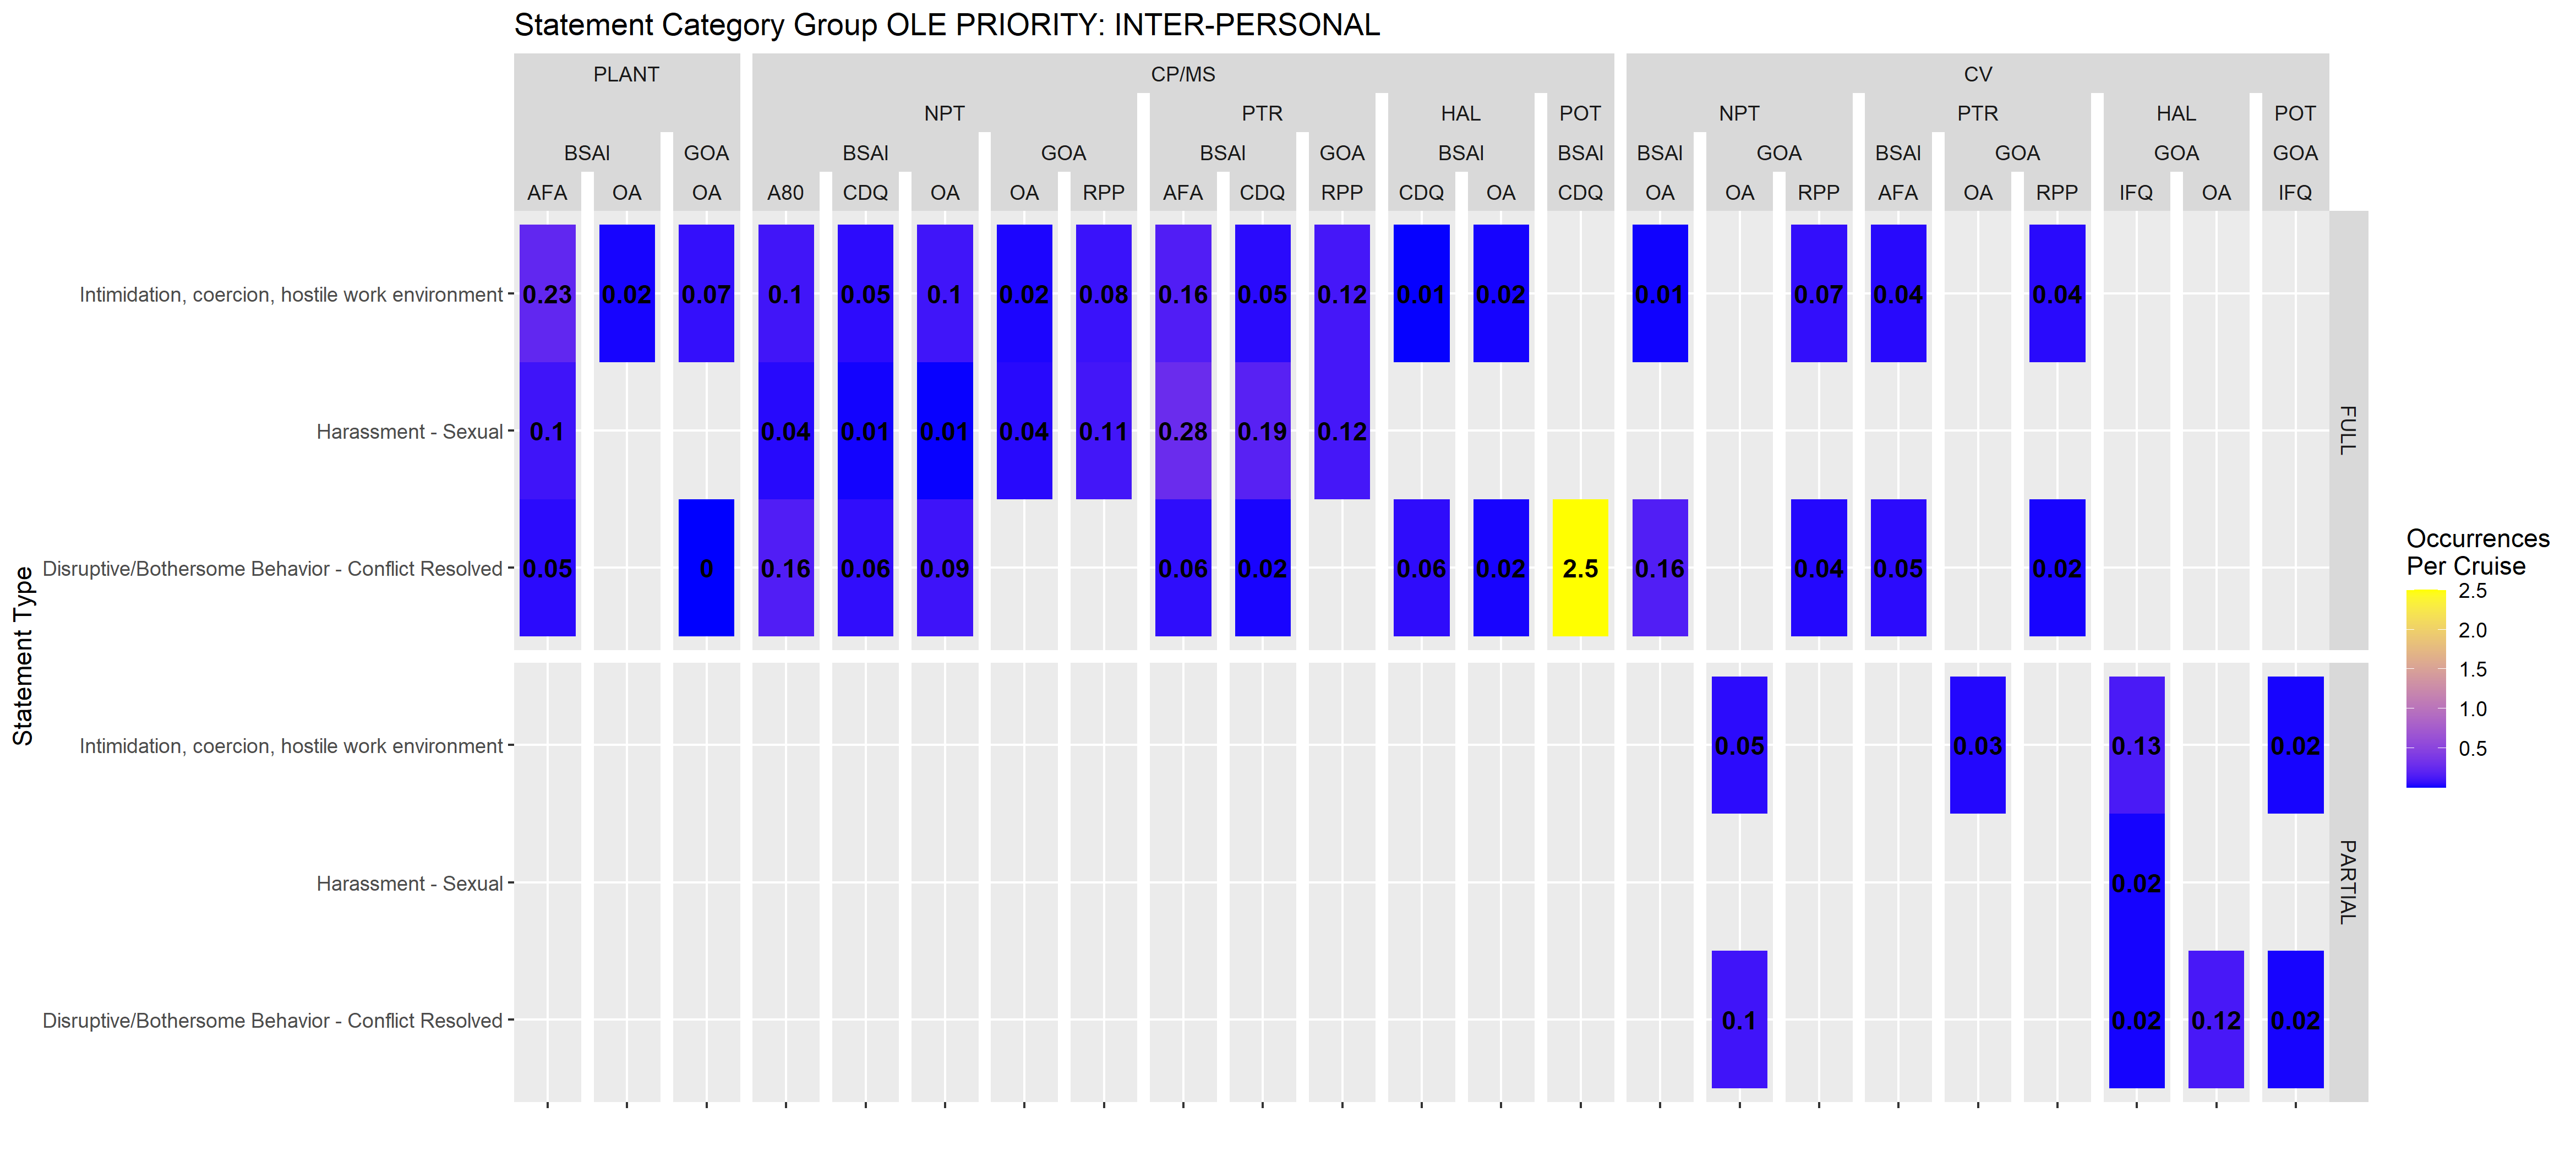 Statement Category Group OLE PRIORITY: INTER-PERSONAL
PLANT CP/MS CV
NPT PTR HAL POT NPT PTR HAL POT
BSAI GOA BSAI GOA BSAI GOA BSAI BSAI BSAI GOA BSAI GOA GOA GOA
AFA OA OA A80 CDQ OA OA RPP AFA CDQ RPP CDQ OA CDQ OA OA RPP AFA OA RPP IFQ OA IFQ
Intimidation, coercion, hostile work environment 0.23 0.02 0.07 0.1 0.05 0.1 0.02 0.08 0.16 0.05 0.12 0.01 0.02 0.01 0.07 0.04 0.04
Harassment - Sexual 0.1 0.04 0.01 0.01 0.04 0.11 0.28 0.19 0.12
Disruptive/Bothersome Behavior - Conflict Resolved 0.05 0 0.16 0.06 0.09 0.06 0.02 0.06 0.02 2.5 0.16 0.04 0.05 0.02
FULL
Intimidation, coercion, hostile work environment 0.05 0.03 0.13 0.02
Harassment - Sexual 0.02
Disruptive/Bothersome Behavior - Conflict Resolved 0.1 0.02 0.12 0.02
PARTIAL
Statement Type
Occurrences
Per Cruise
2.5
2.0
1.5
1.0
0.5